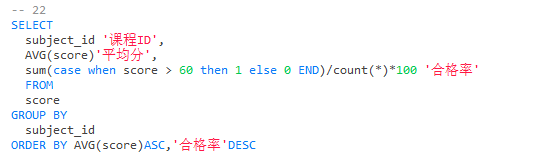 -- 22
SELECT
subject_id '课程ID',
AVG(score)'平均分',
sum(case when score > 60 then 1 else 0 END)/count(*)*100 '合格率'
FROM
score
GROUP BY
subject_id
ORDER BY AVG(score)ASC,'合格率'DESC